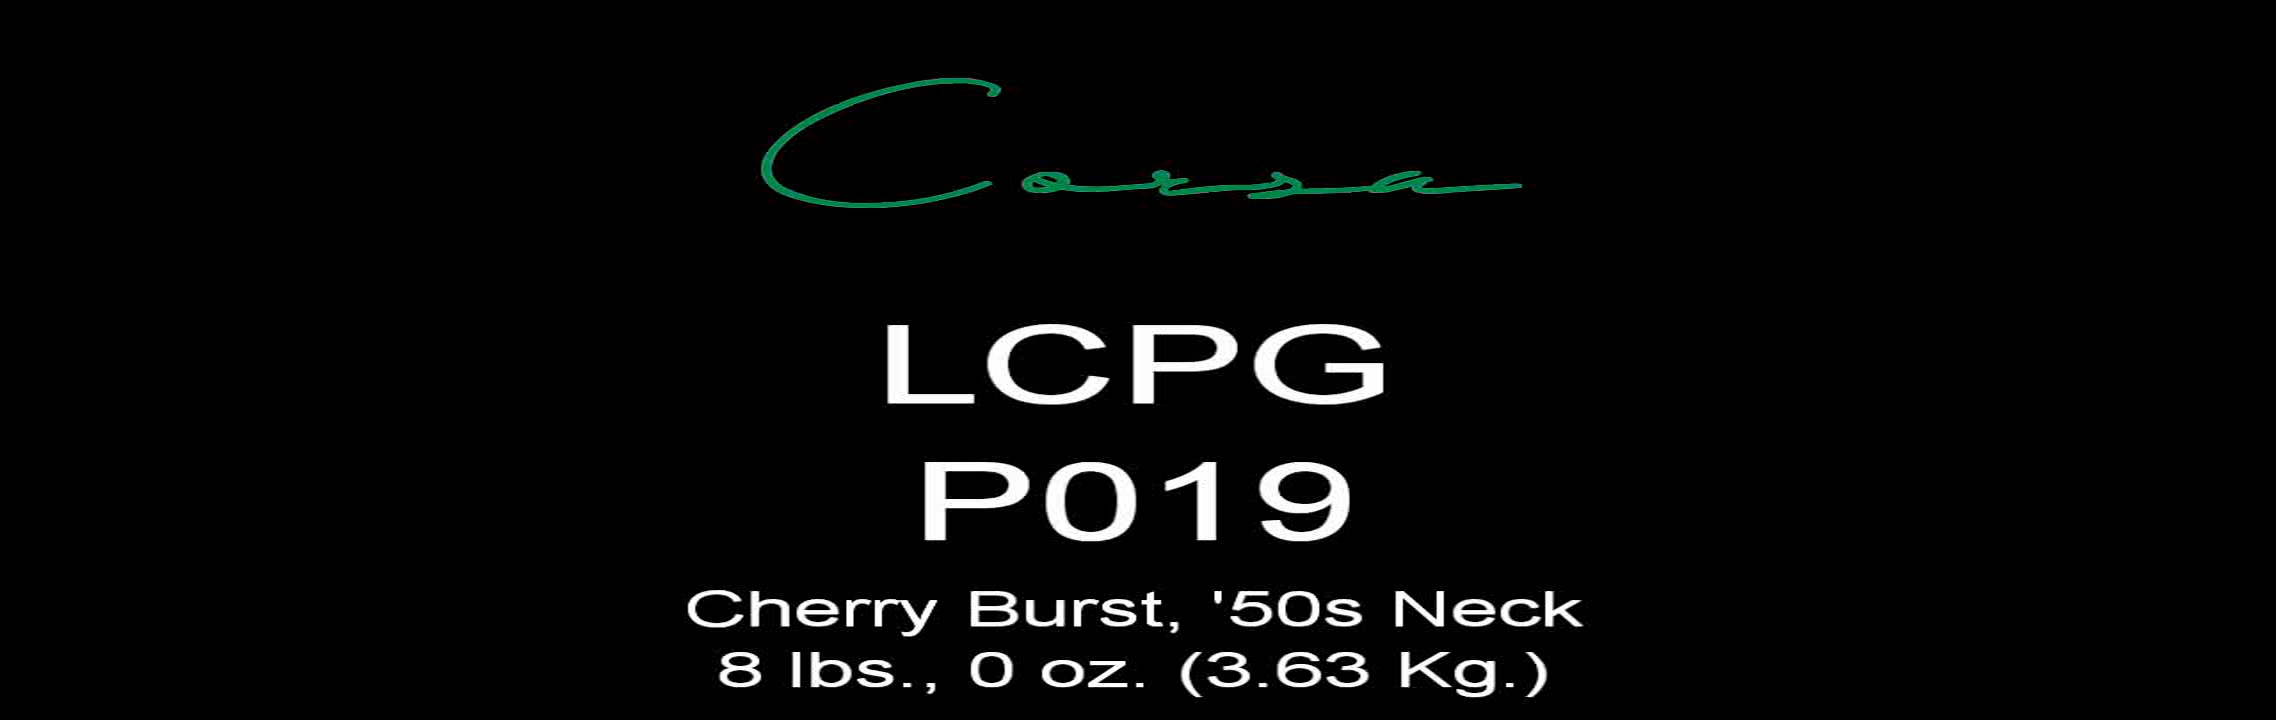 Corsa
LCPG
P019
Cherry Burst, '50s Neck
8 lbs., 0 oz. (3.63 Kg.)